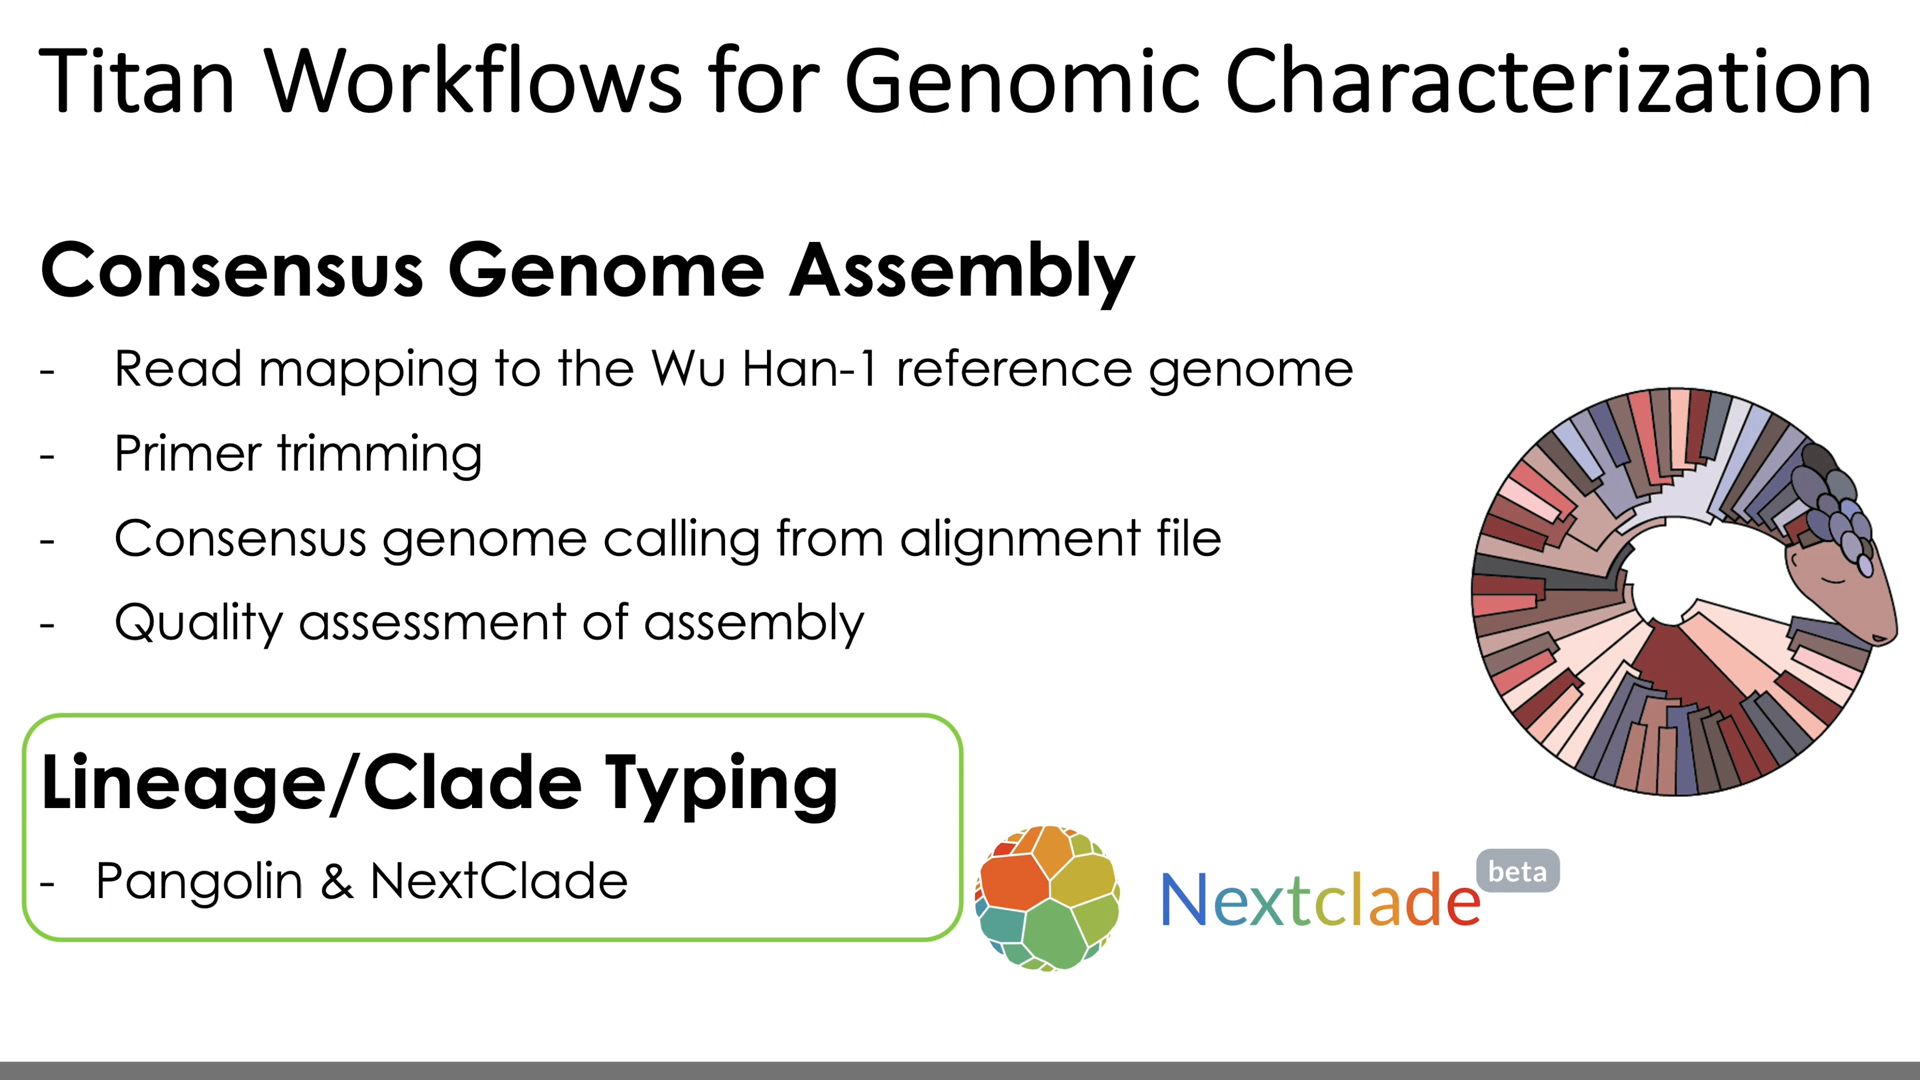 Titan Workflows for Genomic Characterization
Consensus Genome Assembly
- Read mapping to the Wu Han-1 reference genome
- Primer trimming
- Consensus genome calling from alignment file
- Quality assessment of assembly
Lineage/Clade Typing
- Pangolin & NextClade
Nextclade beta